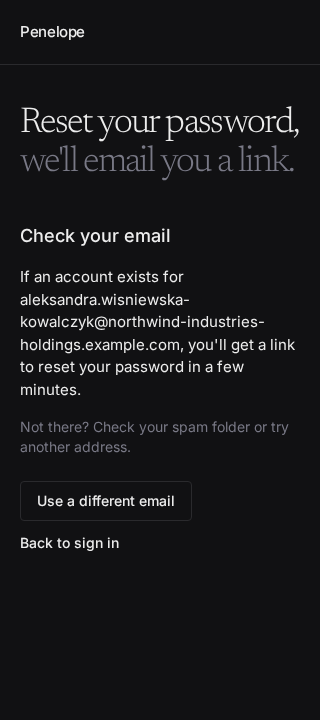 Penelope
Reset your password,
we'll email you a link.
Check your email
If an account exists for
aleksandra.wisniewska-
kowalczyk@northwind-industries-
holdings.example.com, you'll get a link
to reset your password in a few
minutes.
Not there? Check your spam folder or try
another address.
Use a different email
Back to sign in